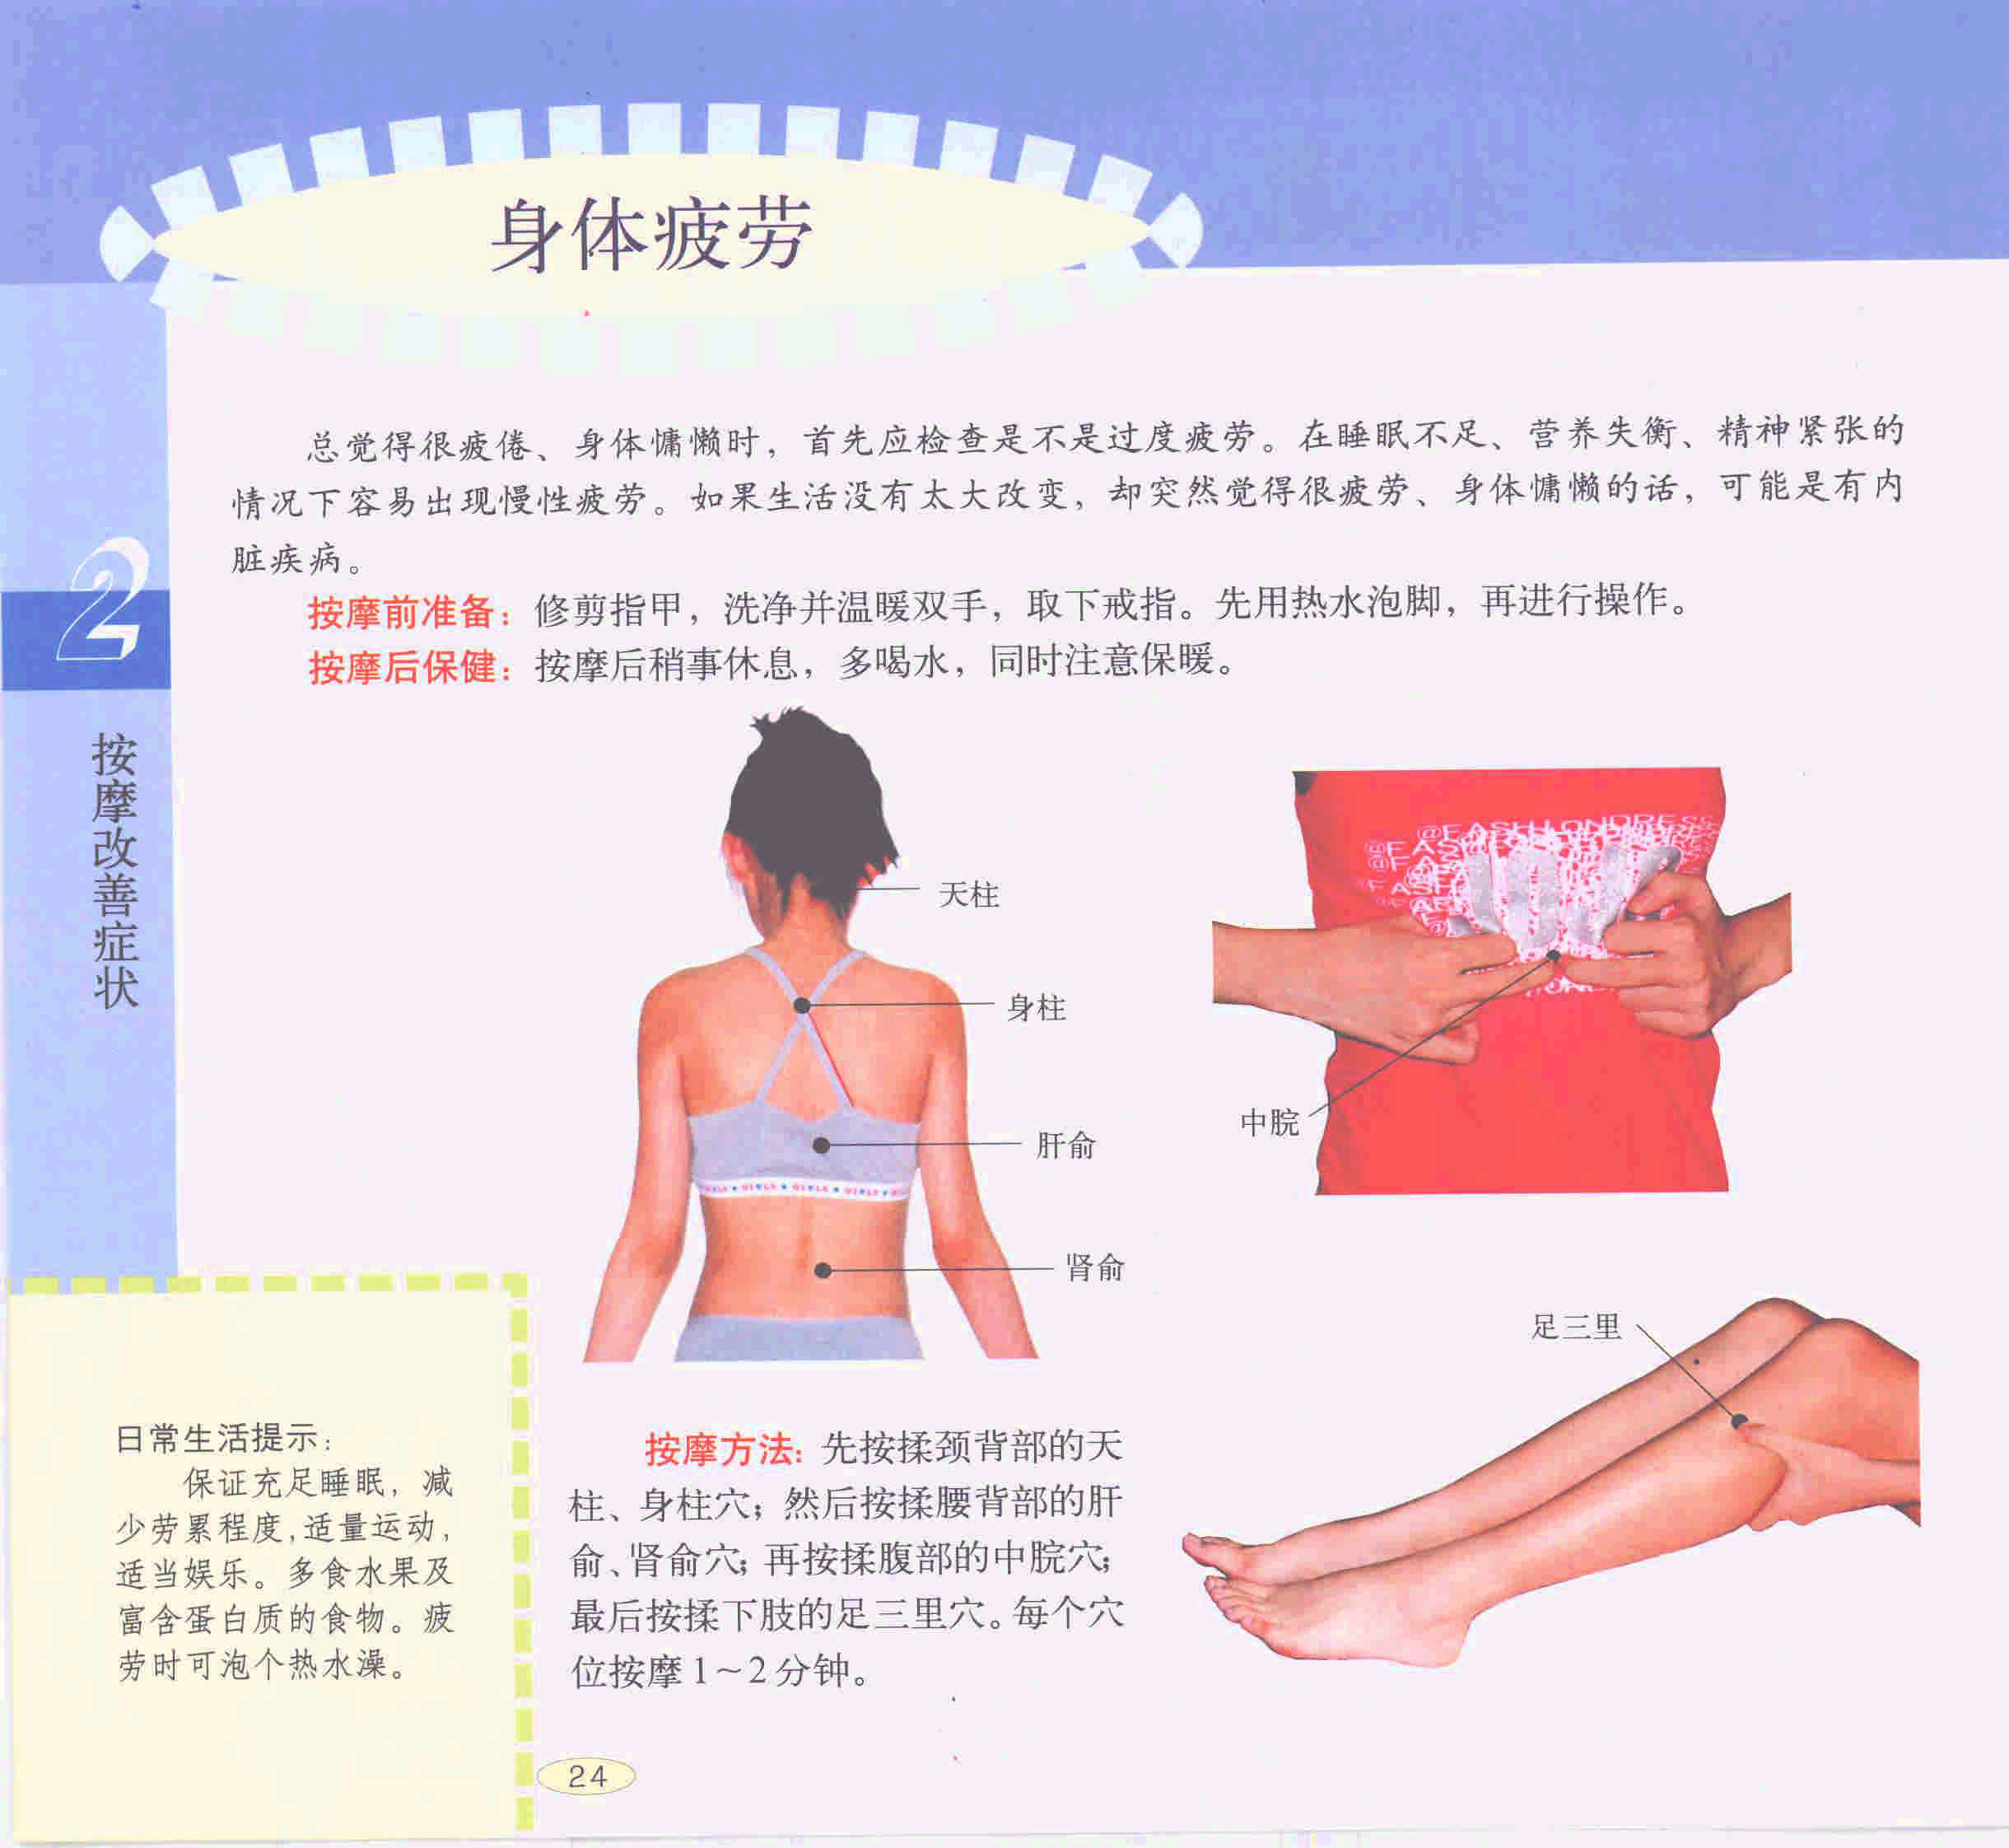 身体疲劳
总觉得很疲倦、身体慵懒时，首先应检查是不是过度疲劳。在睡眠不足、营养失衡、精神紧张的
情况下容易出现慢性疲劳。如果生活没有太大改变，却突然觉得很疲劳、身体慵懒的话，可能是有内
脏疾病。
按摩前准备：修剪指甲，洗净并温暖双手，取下戒指。先用热水泡脚，再进行操作。
按摩后保健：按摩后稍事休息，多喝水，同时注意保暖。
2
按摩改善症状
天柱
身柱
肝俞
肾俞
中脘
足三里
日常生活提示：
保证充足睡眠，减
少劳累程度，适量运动，
适当娱乐。多食水果及
富含蛋白质的食物。疲
劳时可泡个热水澡。
按摩方法：先按揉颈背部的天
柱、身柱穴；然后按揉腰背部的肝
俞、肾俞穴；再按揉腹部的中脘穴；
最后按揉下肢的足三里穴。每个穴
位按摩1～2分钟。
24